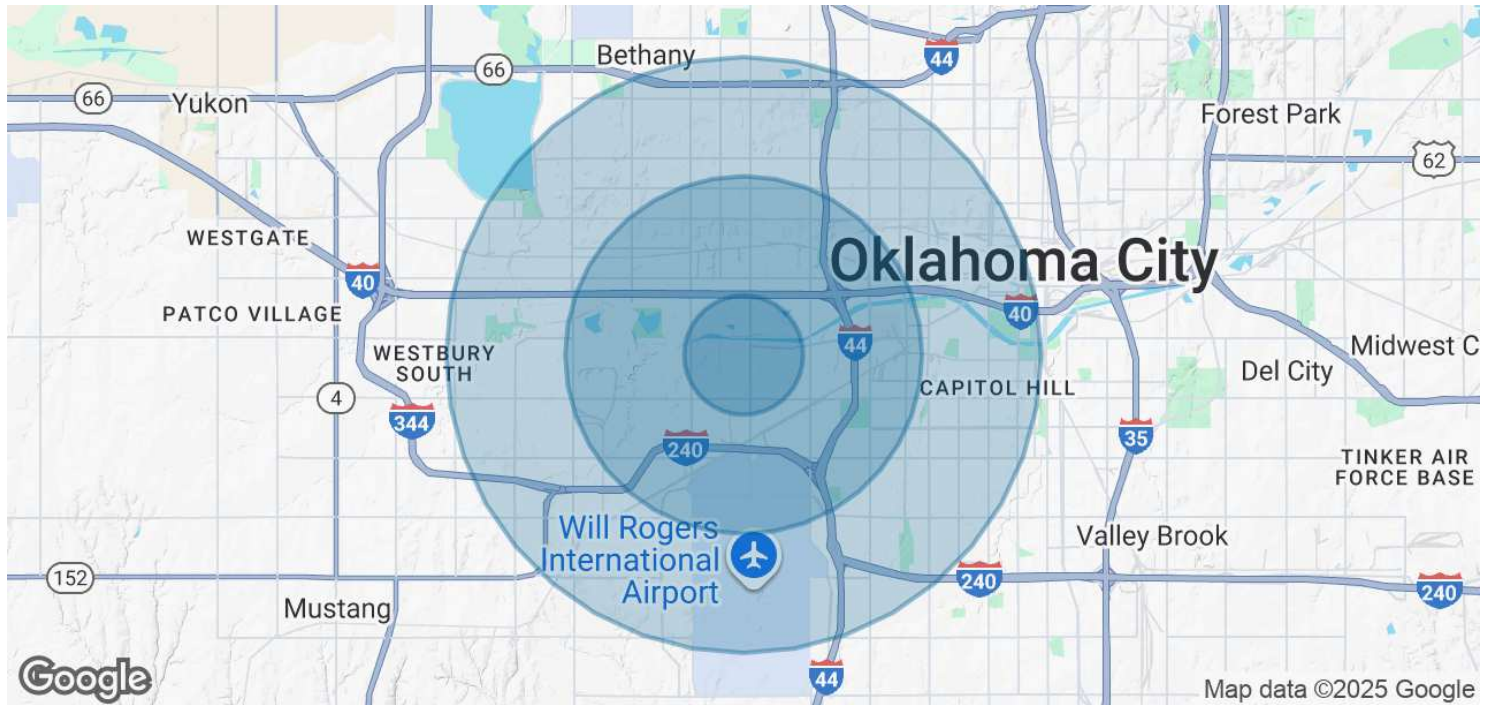 Bethany
44
66
66
Yukon
Forest Park
62
WESTGATE
Oklahoma City
40
PATCO VILLAGE
40
WESTBURY
SOUTH
44
Midwest C
Del City
4
CAPITOL HILL
344
35
240
TINKER AIR
FORCE BASE
Will Rogers
International
Airport
Valley Brook
152
240
240
Mustang
44
Google
Map data ©2025 Google